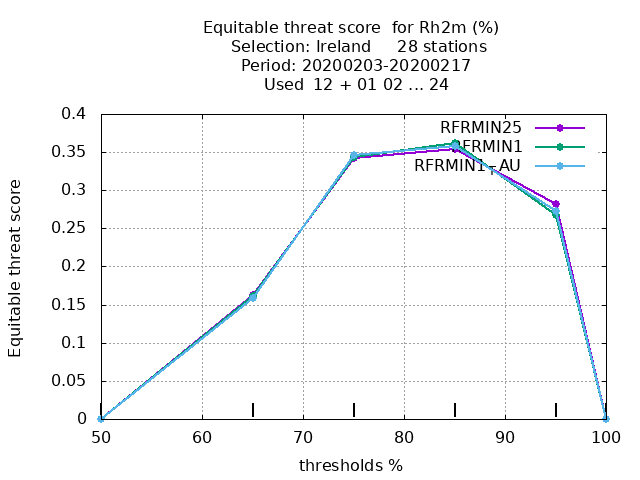 Equitable threat score  for Rh2m (%)
Selection: Ireland     28 stations
Period: 20200203-20200217
Used  12 + 01 02 ... 24
RFRMIN25
FRMIN1
RFRMIN1+AU
Equitable threat score
0.4
0.35
0.3
0.25
0.2
0.15
0.1
0.05
0
50 60 70 80 90 100
thresholds %